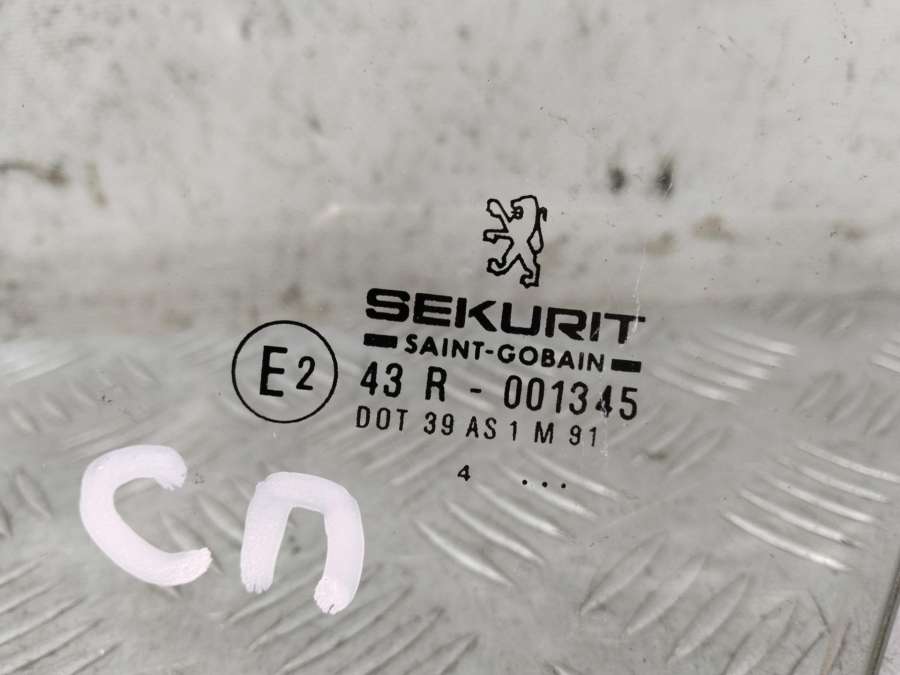 SEKURIT
SAINT-GOBAIN
E2
43 R - 001345
DOT 39 AS 1 M 91
4 ...
СП